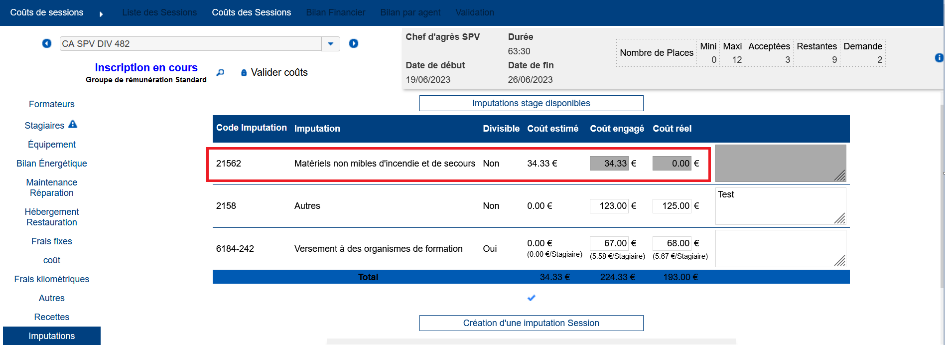 Coûts de sessions Liste des Sessions Coûts des Sessions Bilan Financier Bilan par agent Validation
CA SPV DIV 482
Inscription en cours
Groupe de rémunération Standard
Valider coûts
Chef d'agrès SPV Durée
63:30
Date de début Date de fin
19/06/2023 26/06/2023
Nombre de Places Mini Maxi Acceptées Restantes Demande
0 12 3 9 2
Formateurs
Stagiaires
Équipement
Bilan Énergétique
Maintenance
Réparation
Hébergement
Restauration
Frais fixes
coût
Frais kilométriques
Autres
Recettes
Imputations
Imputations stage disponibles
Code Imputation Imputation Divisible Coût estimé Coût engagé Coût réel
21562 Matériels non mibles d'incendie et de secours Non 34.33 € 34.33 € 0.00 €
2158 Autres Non 0.00 € 123.00 € 125.00 € Test
6184-242 Versement à des organismes de formation Oui 0.00 € 67.00 € 68.00 €
(0.00 €/Stagiaire) (5.58 €/Stagiaire) (5.67 €/Stagiaire)
Total 34.33 € 224.33 € 193.00 €
Création d'une imputation Session